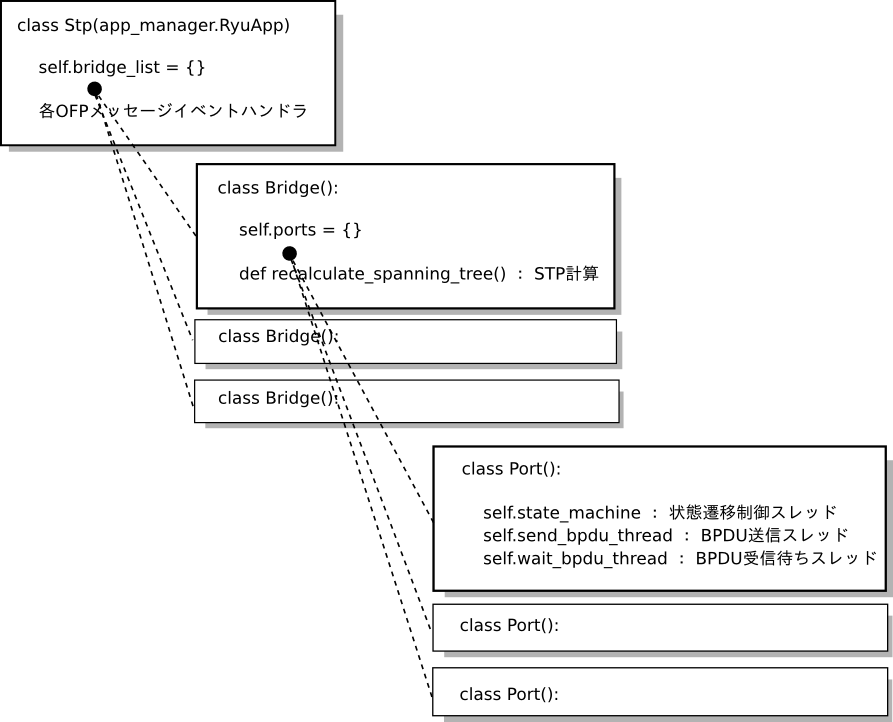 class Stp(app_manager.RyuApp)
self.bridge_list = {}
各OFPメッセージイベントハンドラ
class Bridge():
self.ports = {}
def recalculate_spanning_tree() : STP計算
class Bridge():
class Bridge():
class Port():
self.state_machine : 状態遷移制御スレッド
self.send_bpdu_thread : BPDU送信スレッド
self.wait_bpdu_thread : BPDU受信待ちスレッド
class Port():
class Port():